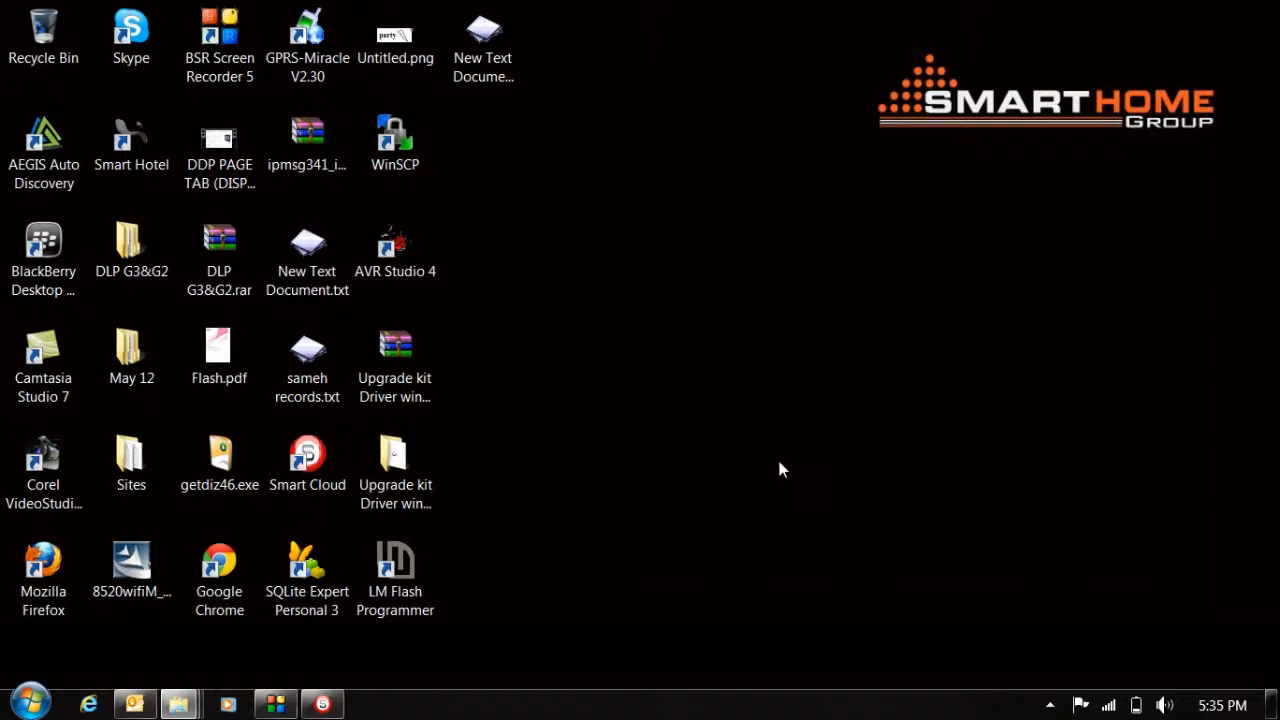 Recycle Bin
Skype
BSR Screen
Recorder 5
GPRS-Miracle
V2.30
party
Untitled.png
New Text
Docume...
SMART HOME
GROUP
AEGIS Auto
Discovery
Smart Hotel
DDP PAGE
TAB (DISP...
ipmsg341_i...
WinSCP
BlackBerry
Desktop ...
DLP G3&G2
DLP
G3&G2.rar
New Text
Document.txt
AVR Studio 4
Camtasia
Studio 7
May 12
Flash.pdf
sameh
records.txt
Upgrade kit
Driver win...
Corel
VideoStudi...
Sites
getdiz46.exe
Smart Cloud
Upgrade kit
Driver win...
Mozilla
Firefox
8520wifiM_...
Google
Chrome
SQLite Expert
Personal 3
LM Flash
Programmer
5:35 PM